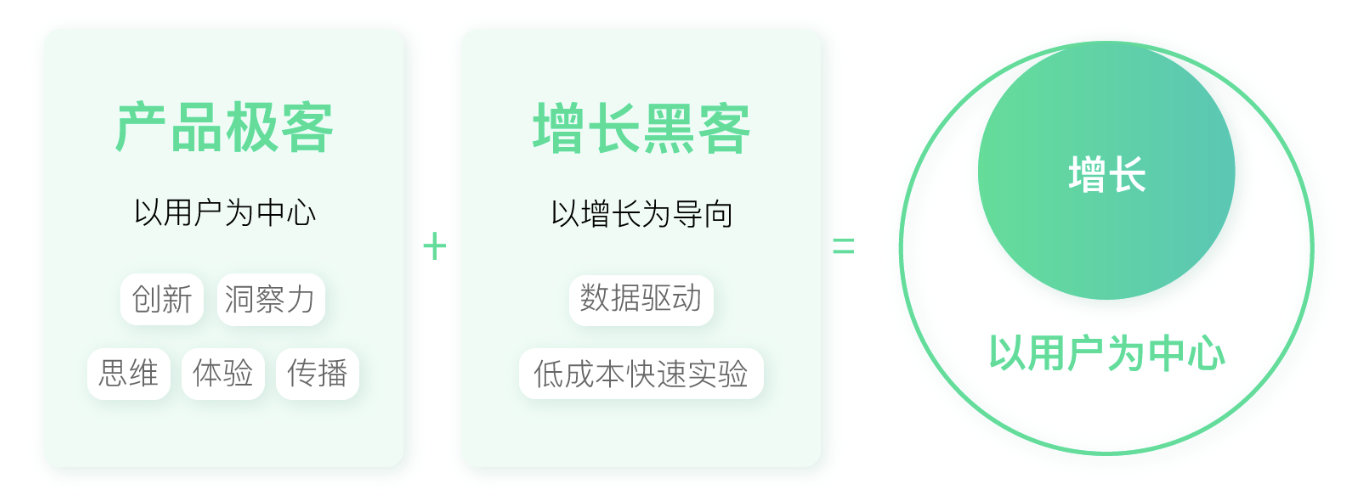 产品极客
以用户为中心
创新 洞察力
思维 体验 传播
+
增长黑客
以增长为导向
数据驱动
低成本快速实验
=
增长
以用户为中心